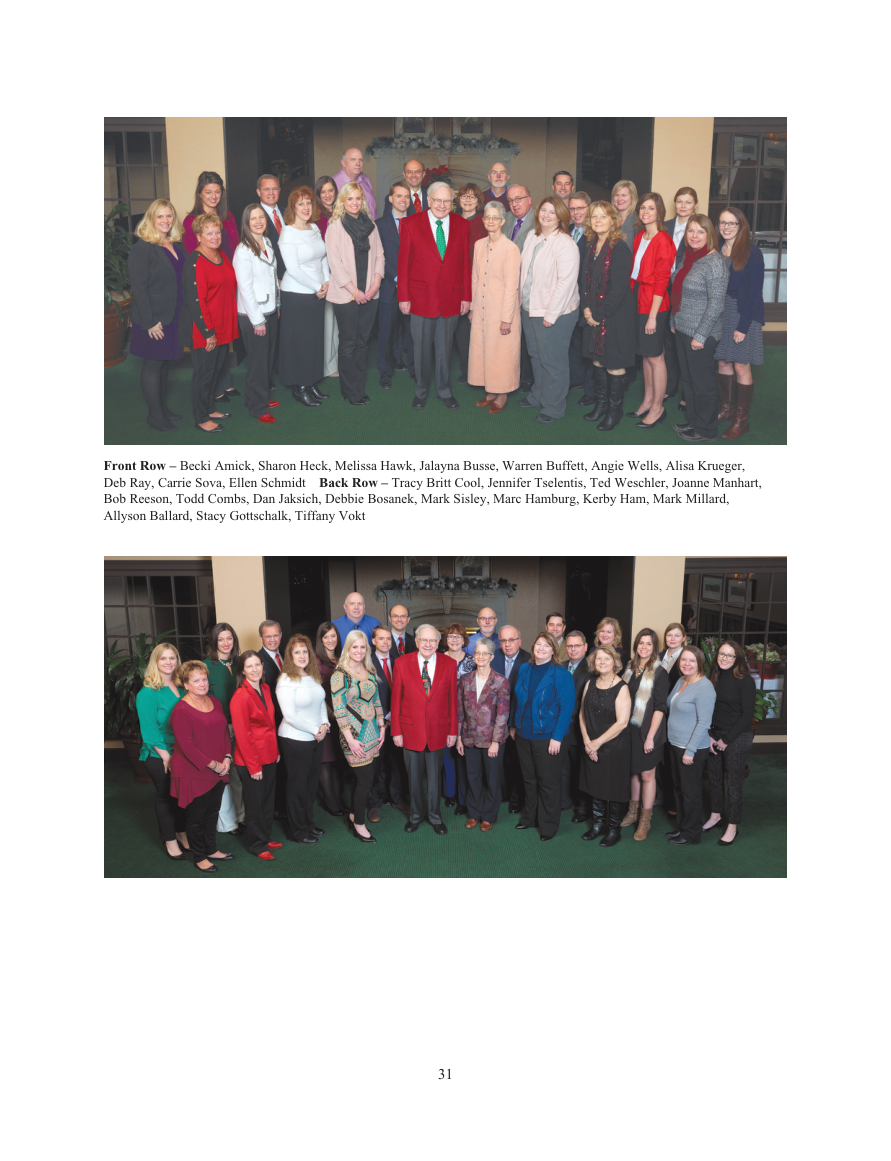 Front Row – Becki Amick, Sharon Heck, Melissa Hawk, Jalayna Busse, Warren Buffett, Angie Wells, Alisa Krueger,
Deb Ray, Carrie Sova, Ellen Schmidt Back Row – Tracy Britt Cool, Jennifer Tselentis, Ted Weschler, Joanne Manhart,
Bob Reeson, Todd Combs, Dan Jaksich, Debbie Bosanek, Mark Sisley, Marc Hamburg, Kerby Ham, Mark Millard,
Allyson Ballard, Stacy Gottschalk, Tiffany Vokt
31